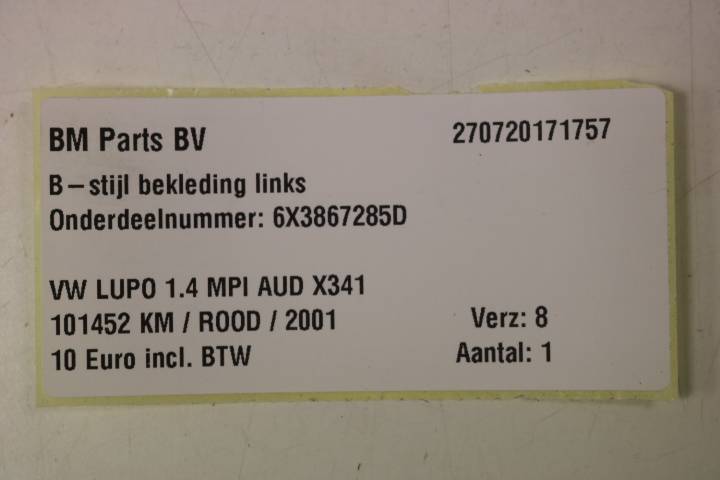 BM Parts BV 270720171757
B-stijl bekleding links
Onderdeelnummer: 6X3867285D
VW LUPO 1.4 MPI AUD X341
101452 KM / ROOD / 2001 Verz: 8
10 Euro incl. BTW Aantal: 1